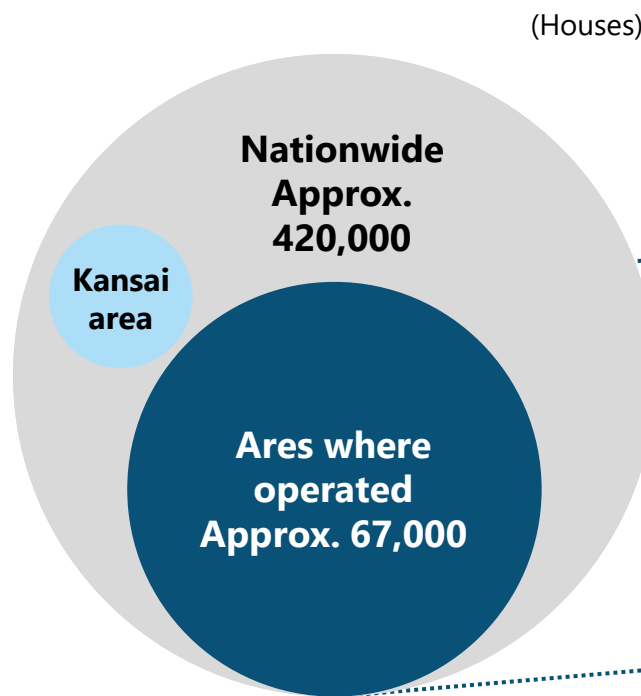 (Houses)
Nationwide
Approx.
420,000
Kansai
area
Ares where
operated
Approx. 67,000